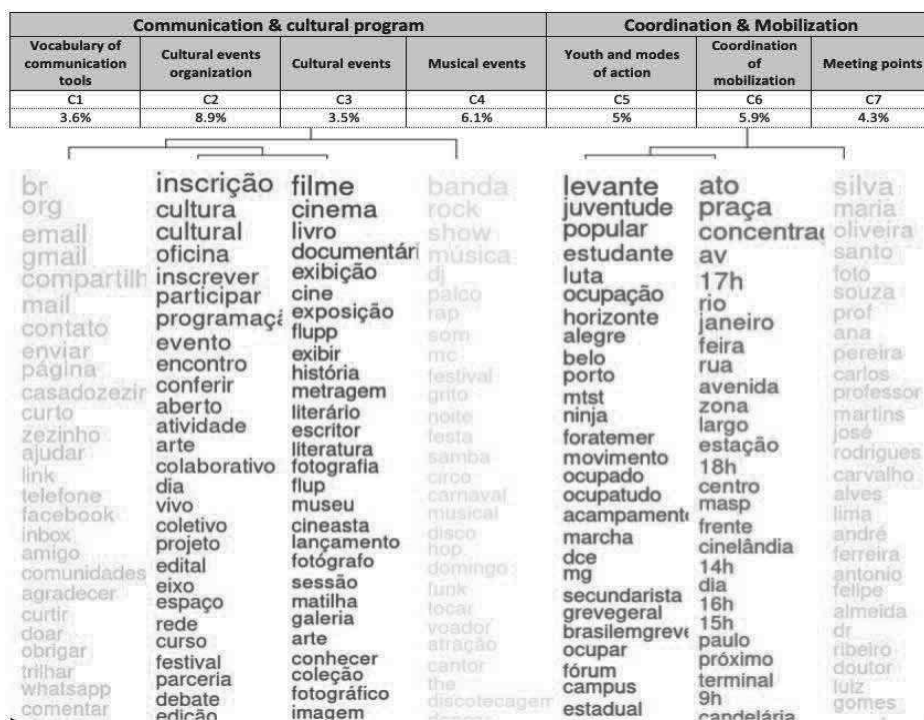 Communication & cultural program
Coordination & Mobilization
Vocabulary of communication tools
Cultural events organization
Cultural events
Musical events
Youth and modes of action
Coordination of mobilization
Meeting points
C1 C2 C3 C4 C5 C6 C7
3.6% 8.9% 3.5% 6.1% 5% 5.9% 4.3%
br
org
email
gmail
compartilh
mail
contato
enviar
página
casadozezir
curto
zezinho
ajudar
link
telefone
facebook
inbox
amigo
comunidades
agradecer
curtir
doar
obrigar
trilhar
whatsapp
comentar
inscrição
cultura
cultural
oficina
inscrever
participar
programaçã
evento
encontro
conferir
aberto
atividade
arte
colaborativo
dia
vivo
coletivo
projeto
edital
eixo
espaço
rede
curso
festival
parceria
debate
edição
filme
cinema
livro
documentári
exibição
cine
exposição
flupp
exibir
história
metragem
literário
escritor
literatura
fotografia
flup
museu
cineasta
lançamento
fotógrafo
sessão
matilha
galeria
arte
conhecer
coleção
fotográfico
imagem
banda
rock
show
música
dj
palco
rap
som
mc
festival
grito
noite
festa
samba
circo
carnaval
musical
disco
hop
domingo
funk
tocar
voador
atração
cantor
the
discotecagem
levante
juventude
popular
estudante
luta
ocupação
horizonte
alegre
belo
porto
mtst
ninja
foratemer
movimento
ocupado
ocupatudo
acampamento
marcha
dce
mg
secundarista
grevegeral
brasilemgreve
ocupar
fórum
campus
estadual
ato
praça
concentraç
av
17h
rio
janeiro
feira
rua
avenida
zona
largo
estação
18h
centro
masp
frente
cinelândia
14h
dia
16h
15h
paulo
próximo
terminal
9h
candelária
silva
maria
oliveira
santo
foto
souza
prof
ana
pereira
carlos
professor
martins
josé
rodrigues
carvalho
alves
lima
andré
ferreira
antonio
felipe
almeida
dr
ribeiro
doutor
luiz
gomes